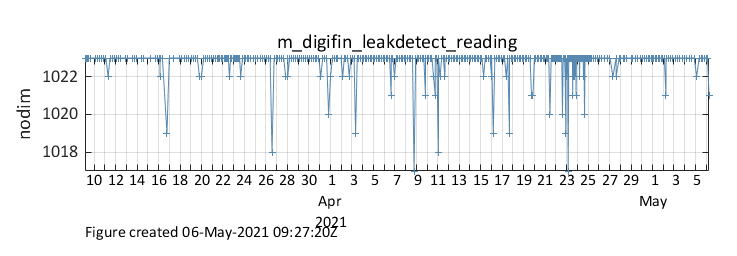 m_digifin_leakdetect_reading
1022
1020
1018
nodim
10 12 14 16 18 20 22 24 26 28 30 1 3 5 7 9 11 13 15 17 19 21 23 25 27 29 1 3 5
Apr May
2021
Figure created 06-May-2021 09:27:20Z